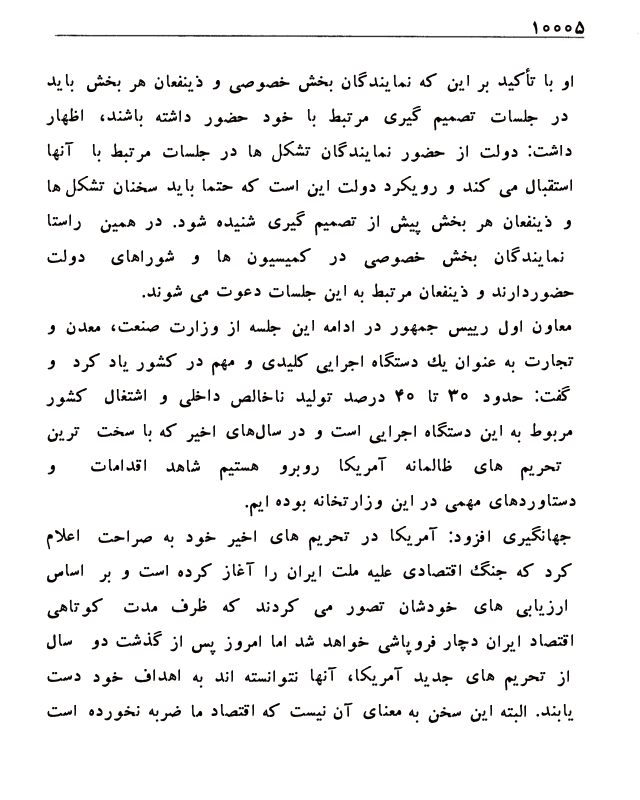 ۱۰۰۰۵
او با تأکید بر این که نمایندگان بخش خصوصی و ذینفعان هر بخش باید
در جلسات تصمیم گیری مرتبط با خود حضور داشته باشند، اظهار
داشت: دولت از حضور نمایندگان تشکل ها در جلسات مرتبط با آنها
استقبال می کند و رویکرد دولت این است که حتما باید سخنان تشکل ها
و ذینفعان هر بخش پیش از تصمیم گیری شنیده شود. در همین راستا
نمایندگان بخش خصوصی در کمیسیون ها و شوراهای دولت
حضوردارند و ذینفعان مرتبط به این جلسات دعوت می شوند.
معاون اول رییس جمهور در ادامه این جلسه از وزارت صنعت، معدن و
تجارت به عنوان یك دستگاه اجرایی کلیدی و مهم در کشور یاد کرد و
گفت: حدود ۳۰ تا ۴۰ درصد تولید ناخالص داخلی و اشتغال کشور
مربوط به این دستگاه اجرایی است و در سال‌های اخیر که با سخت ترین
تحریم های ظالمانه آمریکا روبرو هستیم شاهد اقدامات و
دستاوردهای مهمی در این وزارتخانه بوده ایم.
جهانگیری افزود: آمریکا در تحریم های اخیر خود به صراحت اعلام
کرد که جنگ اقتصادی علیه ملت ایران را آغاز کرده است و بر اساس
ارزیابی های خودشان تصور می کردند که ظرف مدت کوتاهی
اقتصاد ایران دچار فروپاشی خواهد شد اما امروز پس از گذشت دو سال
از تحریم های جدید آمریکا، آنها نتوانسته اند به اهداف خود دست
یابند. البته این سخن به معنای آن نیست که اقتصاد ما ضربه نخورده است